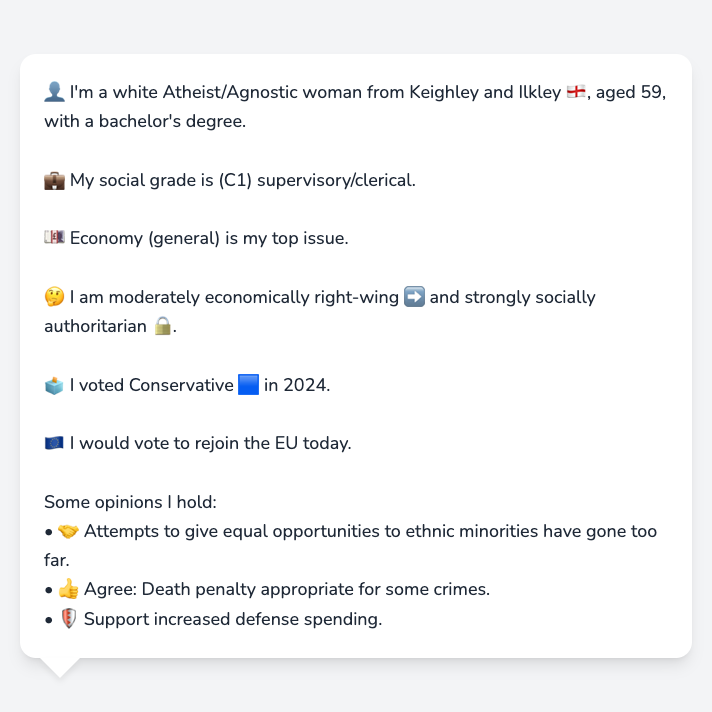 👤 I'm a white Atheist/Agnostic woman from Keighley and Ilkley 🏴󠁧󠁢󠁥󠁮󠁧󠁿, aged 59,
with a bachelor's degree.
💼 My social grade is (C1) supervisory/clerical.
💷 Economy (general) is my top issue.
🤔 I am moderately economically right-wing ➡️ and strongly socially
authoritarian 🔒.
🗳️ I voted Conservative 🟦 in 2024.
🇪🇺 I would vote to rejoin the EU today.
Some opinions I hold:
• 🤝 Attempts to give equal opportunities to ethnic minorities have gone too
far.
• 👍 Agree: Death penalty appropriate for some crimes.
• 🛡️ Support increased defense spending.